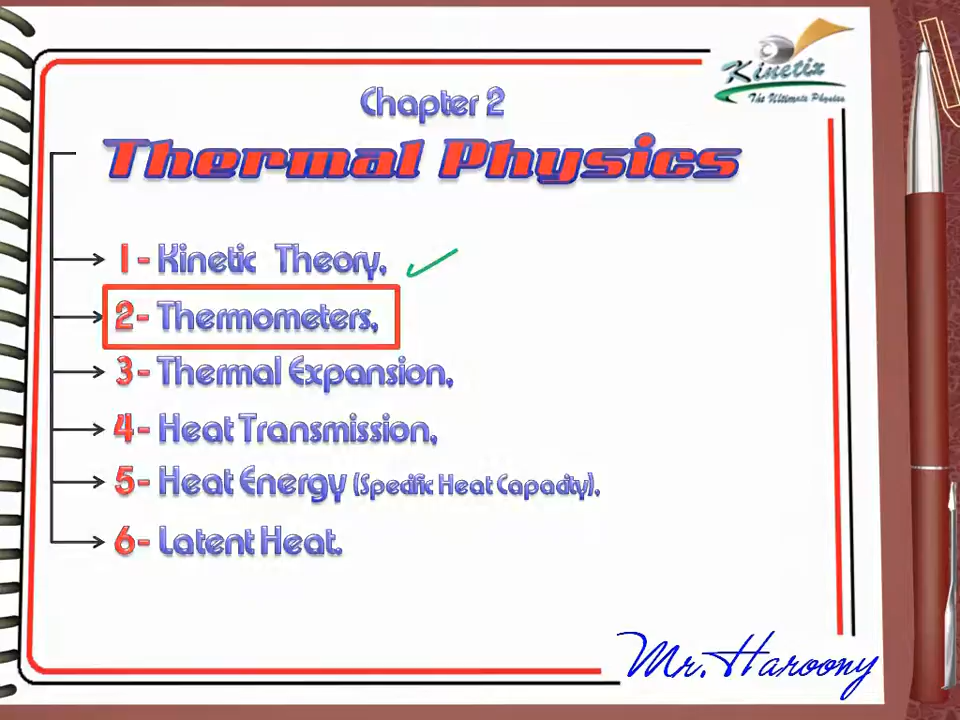 Kinetix
The Ultimate Physics
Chapter 2
Thermal Physics
1 - Kinetic Theory,
2- Thermometers,
3- Thermal Expansion,
4- Heat Transmission,
5- Heat Energy (Specific Heat Capacity),
6- Latent Heat.
Mr. Haroony